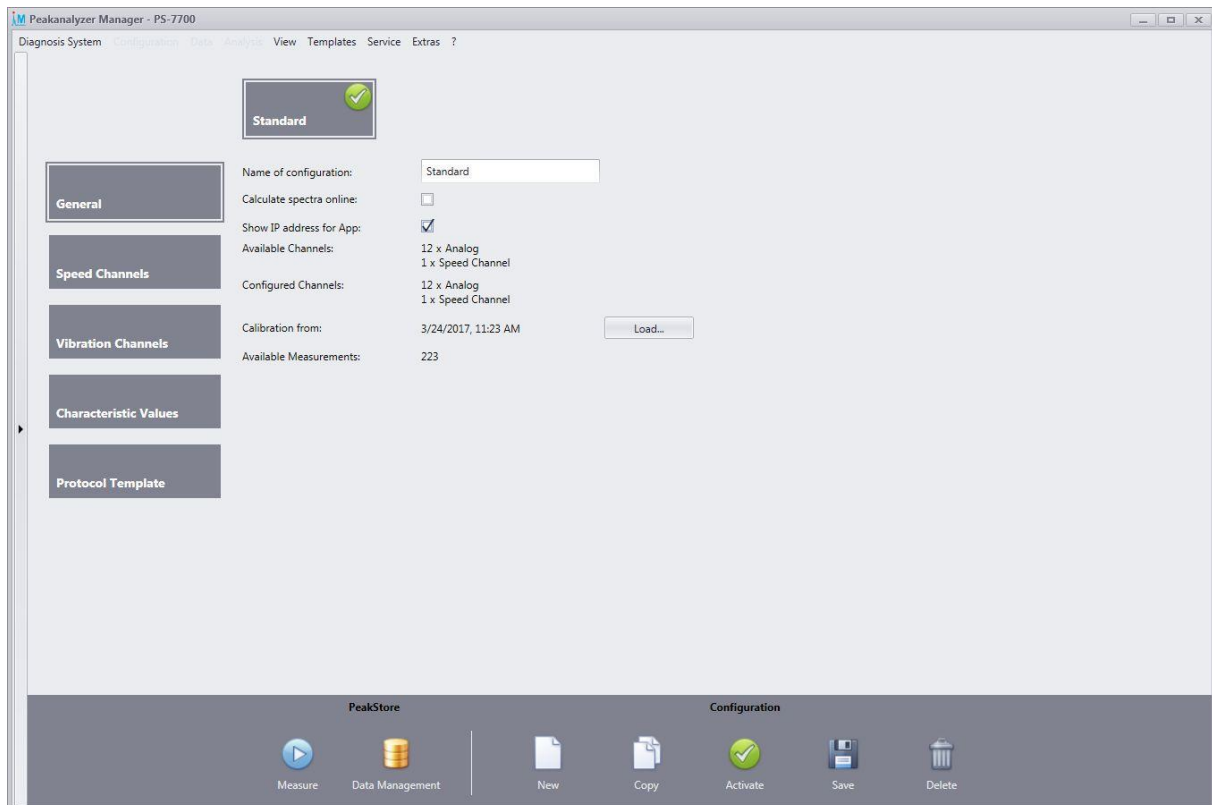 Peakanalyzer Manager - PS-7700
Diagnosis System Configuration Data Analysis View Templates Service Extras ?
Standard
General
Speed Channels
Vibration Channels
Characteristic Values
Protocol Template
Name of configuration: Standard
Calculate spectra online:
Show IP address for App:
Available Channels: 12 x Analog
1 x Speed Channel
Configured Channels: 12 x Analog
1 x Speed Channel
Calibration from: 3/24/2017, 11:23 AM Load...
Available Measurements: 223
PeakStore Configuration
Measure Data Management New Copy Activate Save Delete